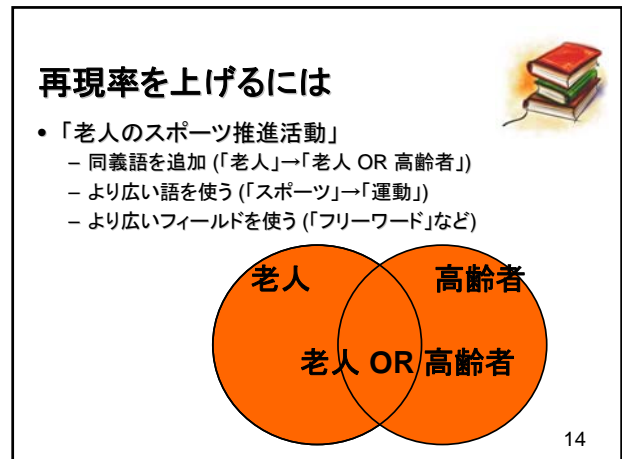 再現率を上げるには
• 「老人のスポーツ推進活動」
– 同義語を追加 (「老人」→「老人 OR 高齢者」)
– より広い語を使う (「スポーツ」→「運動」)
– より広いフィールドを使う (「フリーワード」など)
老人 高齢者
老人 OR 高齢者
14